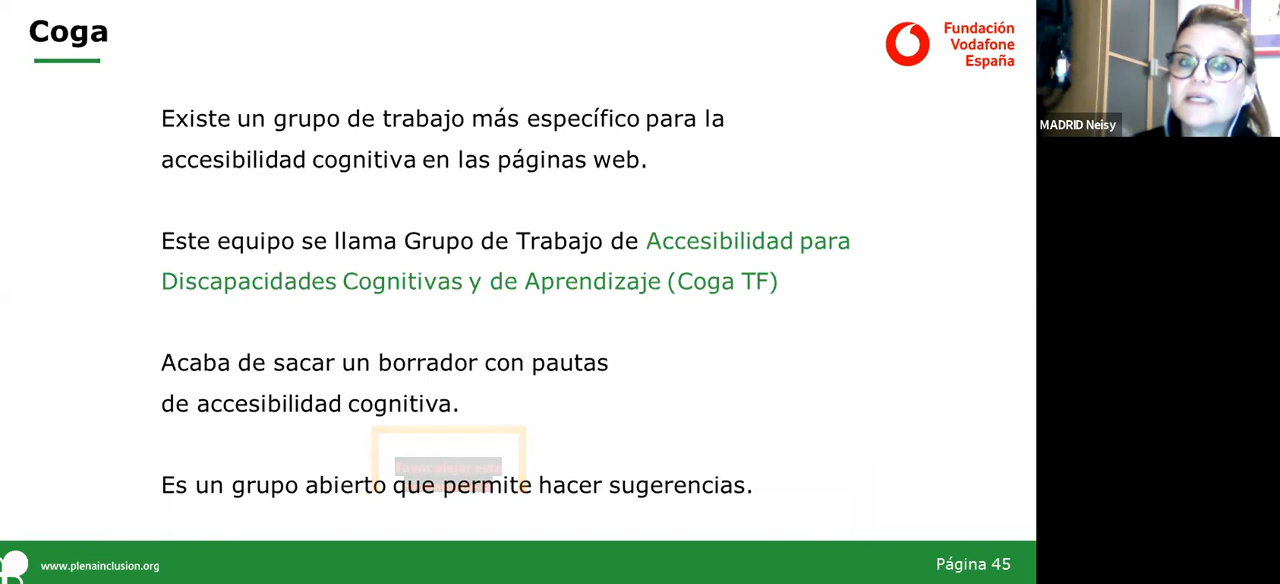 Coga
Fundación
Vodafone
España
Existe un grupo de trabajo más específico para la
accesibilidad cognitiva en las páginas web.
Este equipo se llama Grupo de Trabajo de Accesibilidad para
Discapacidades Cognitivas y de Aprendizaje (Coga TF)
Acaba de sacar un borrador con pautas
de accesibilidad cognitiva.
Es un grupo abierto que permite hacer sugerencias.
www.plenainclusion.org
Página 45
MADRID Neisy